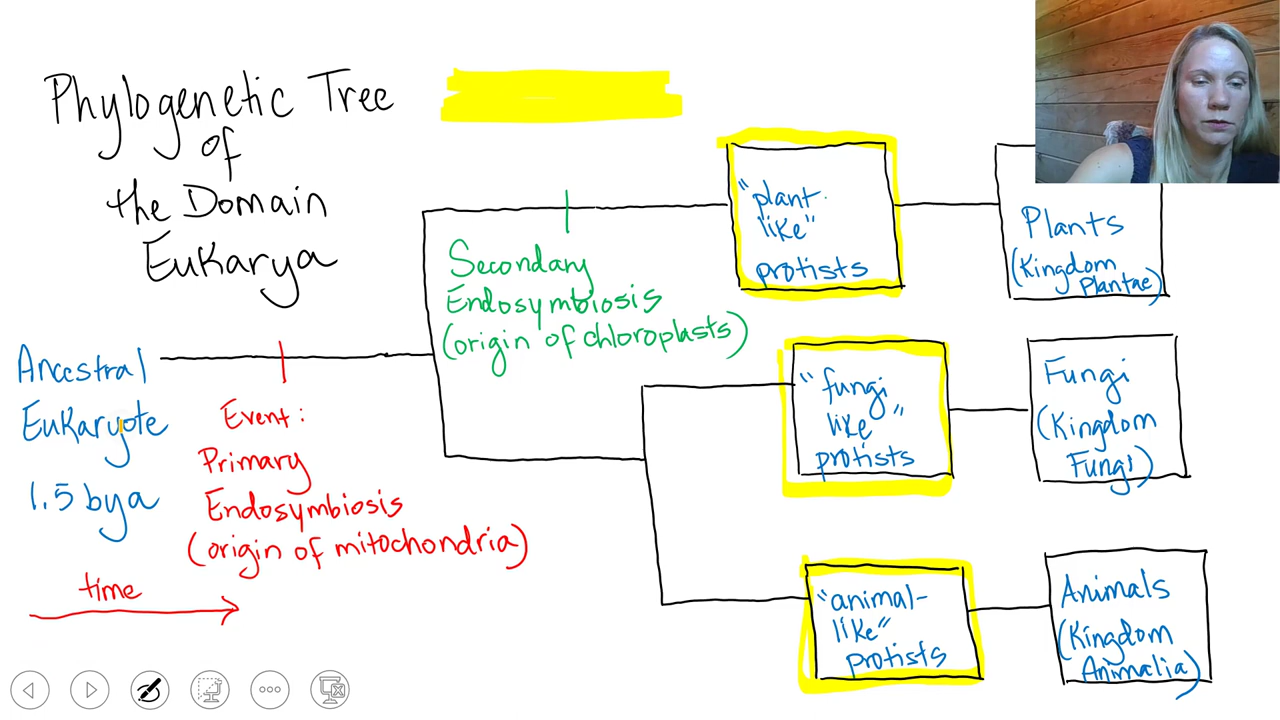 Phylogenetic Tree
of
the Domain
Eukarya
Ancestral
Eukaryote
1.5 bya
time
Event:
Primary
Endosymbiosis
(origin of mitochondria)
Secondary
Endosymbiosis
(origin of chloroplasts)
"plant-
like"
protists
Plants
(Kingdom
Plantae)
"fungi
like"
protists
Fungi
(Kingdom
Fungi)
"animal-
like"
protists
Animals
(Kingdom
Animalia)